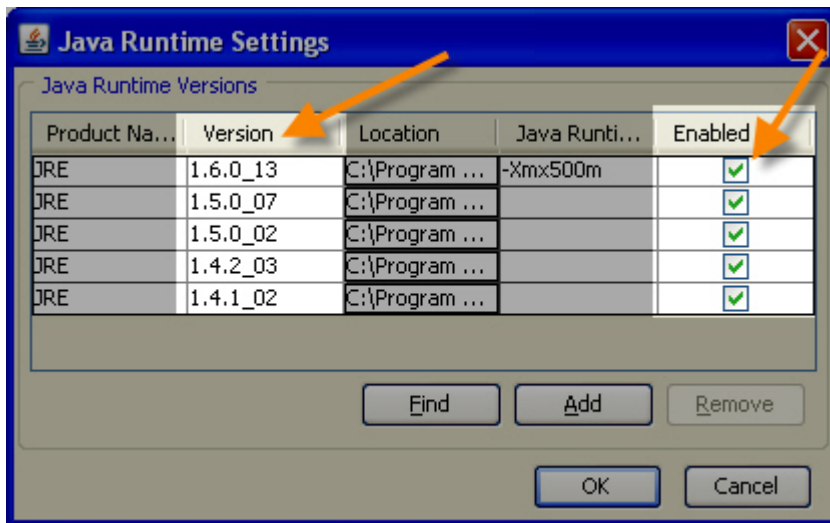 Java Runtime Settings
Java Runtime Versions
Product Na... Version Location Java Runti... Enabled
JRE 1.6.0_13 C:\Program ... -Xmx500m
JRE 1.5.0_07 C:\Program ...
JRE 1.5.0_02 C:\Program ...
JRE 1.4.2_03 C:\Program ...
JRE 1.4.1_02 C:\Program ...
Find Add Remove
OK Cancel